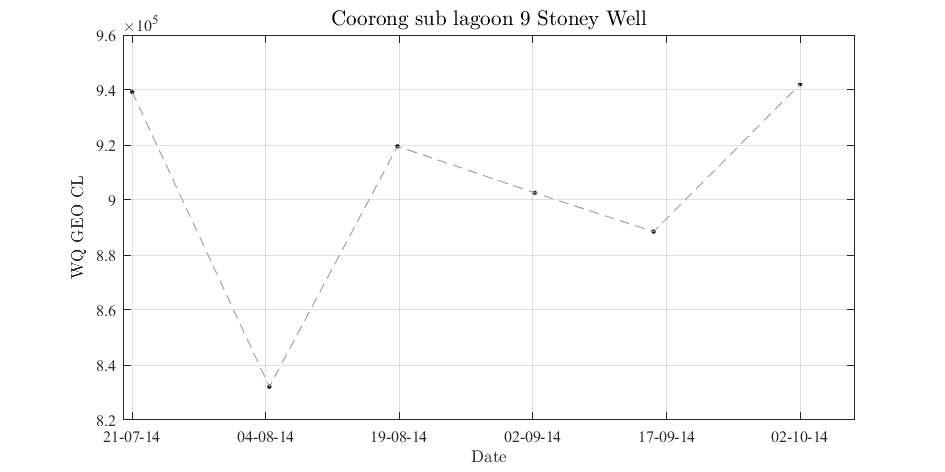 Coorong sub lagoon 9 Stoney Well
×10⁵
9.6
9.4
9.2
9
8.8
8.6
8.4
8.2
WQ GEO CL
21-07-14 04-08-14 19-08-14 02-09-14 17-09-14 02-10-14
Date